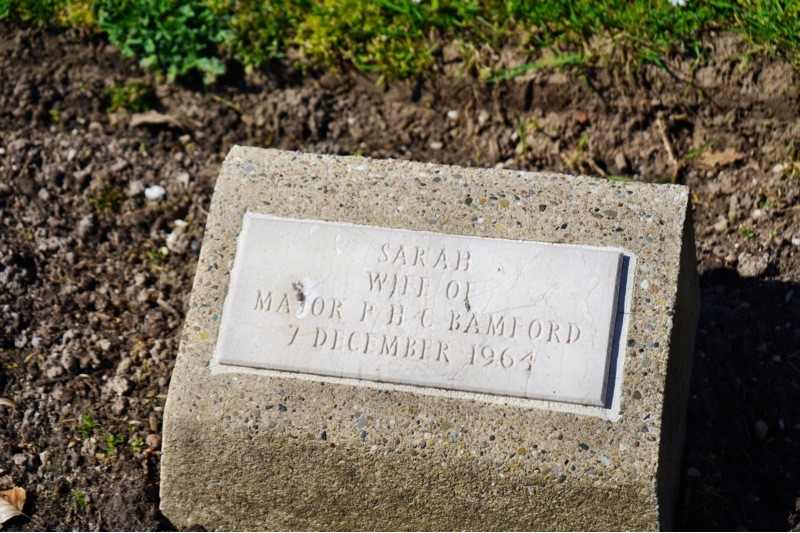 SARAH
WIFE OF
MAJOR P H C BAMFORD
7 DECEMBER 1964